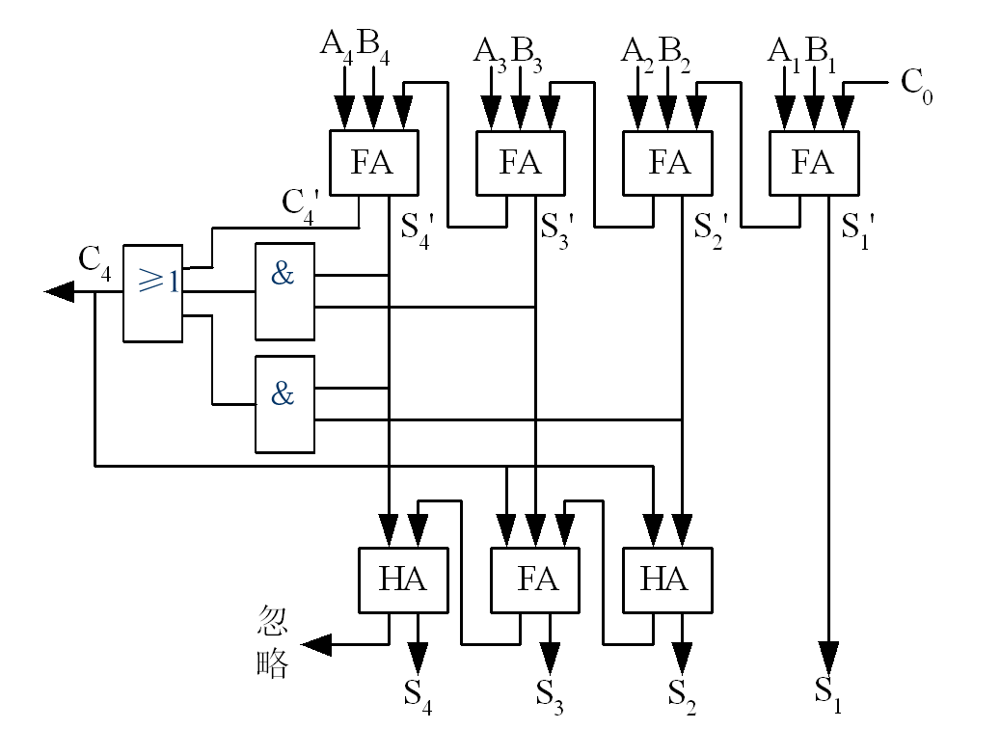 A₄B₄ A₃B₃ A₂B₂ A₁B₁ C₀
FA FA FA FA
C₄' S₄' S₃' S₂' S₁'
C₄ ≥1 &
&
HA FA HA
忽
略
S₄ S₃ S₂ S₁